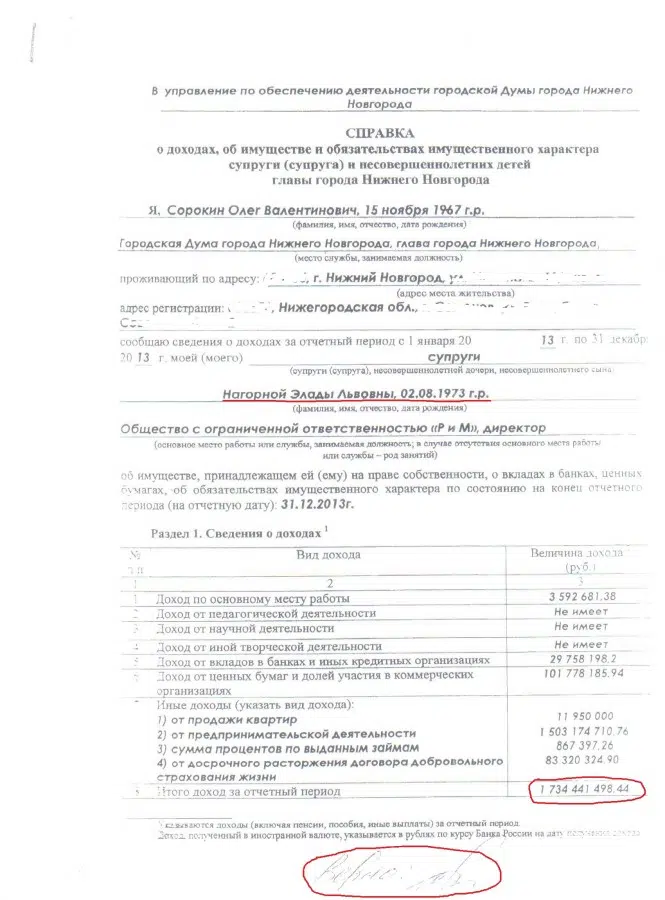 В управление по обеспечению деятельности городской Думы города Нижнего
Новгорода
СПРАВКА
о доходах, об имуществе и обязательствах имущественного характера
супруги (супруга) и несовершеннолетних детей
главы города Нижнего Новгорода
Я, Сорокин Олег Валентинович, 15 ноября 1967 г.р.
(фамилия, имя, отчество, дата рождения)
Городская Дума города Нижнего Новгорода, глава города Нижнего Новгорода,
(место службы, занимаемая должность)
проживающий по адресу: г. Нижний Новгород,
(адрес места жительства)
адрес регистрации: Нижегородская обл.,
сообщаю сведения о доходах за отчетный период с 1 января 20 13 г. по 31 декабр
20 13 г. моей (моего) супруги
(супруги (супруга), несовершеннолетней дочери, несовершеннолетнего сына)
Нагорной Элады Львовны, 02.08.1973 г.р.
(фамилия, имя, отчество, дата рождения)
Общество с ограниченной ответственностью «Р и М», директор
(основное место работы или службы, занимаемая должность; в случае отсутствия основного места работы
или службы – род занятий)
об имуществе, принадлежащем ей (ему) на праве собственности, о вкладах в банках, ценных
бумагах, об обязательствах имущественного характера по состоянию на конец отчетного
периода (на отчетную дату): 31.12.2013г.
Раздел 1. Сведения о доходах 1
№ п/п Вид дохода Величина дохода
(руб.)
1 2 3
1 Доход по основному месту работы 3 592 681,38
2 Доход от педагогической деятельности Не имеет
3 Доход от научной деятельности Не имеет
4 Доход от иной творческой деятельности Не имеет
5 Доход от вкладов в банках и иных кредитных организациях 29 758 198,2
6 Доход от ценных бумаг и долей участия в коммерческих 101 778 185,94
организациях
7 Иные доходы (указать вид дохода):
1) от продажи квартир 11 950 000
2) от предпринимательской деятельности 1 503 174 710,76
3) сумма процентов по выданным займам 867 397,26
4) от досрочного расторжения договора добровольного 83 320 324,90
страхования жизни
8 Итого доход за отчетный период 1 734 441 498,44
1 Указываются доходы (включая пенсии, пособия, иные выплаты) за отчетный период.
Доход, полученный в иностранной валюте, указывается в рублях по курсу Банка России на дату получения дохода
Верно: